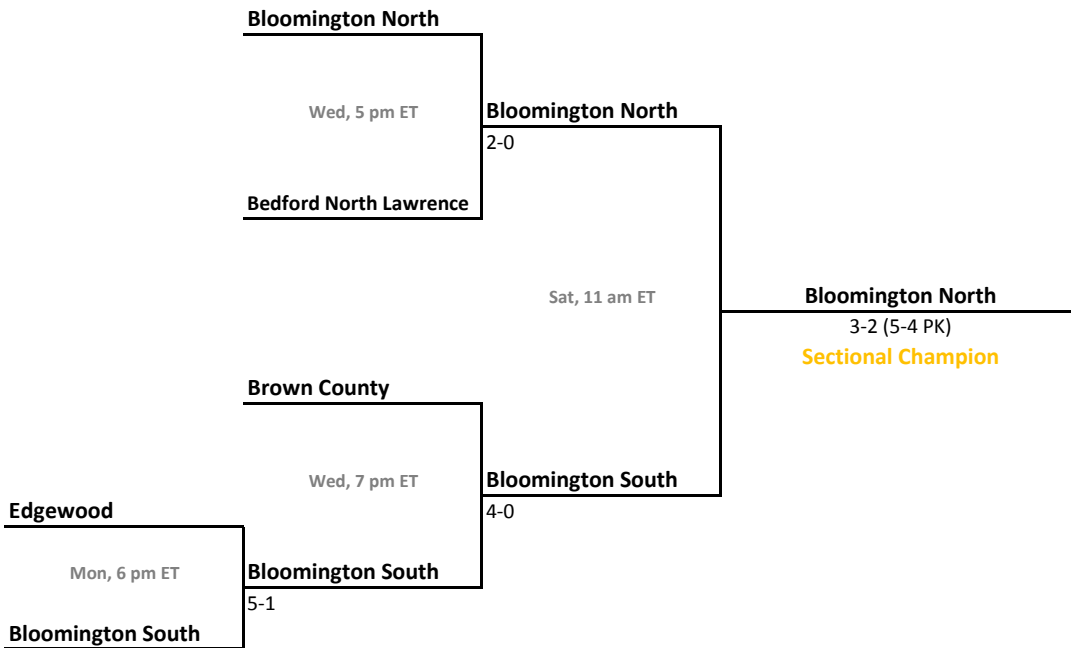 Bloomington North
Wed, 5 pm ET
Bloomington North
2-0
Bedford North Lawrence
Sat, 11 am ET
Bloomington North
3-2 (5-4 PK)
Sectional Champion
Brown County
Wed, 7 pm ET
Bloomington South
4-0
Edgewood
Mon, 6 pm ET
Bloomington South
5-1
Bloomington South